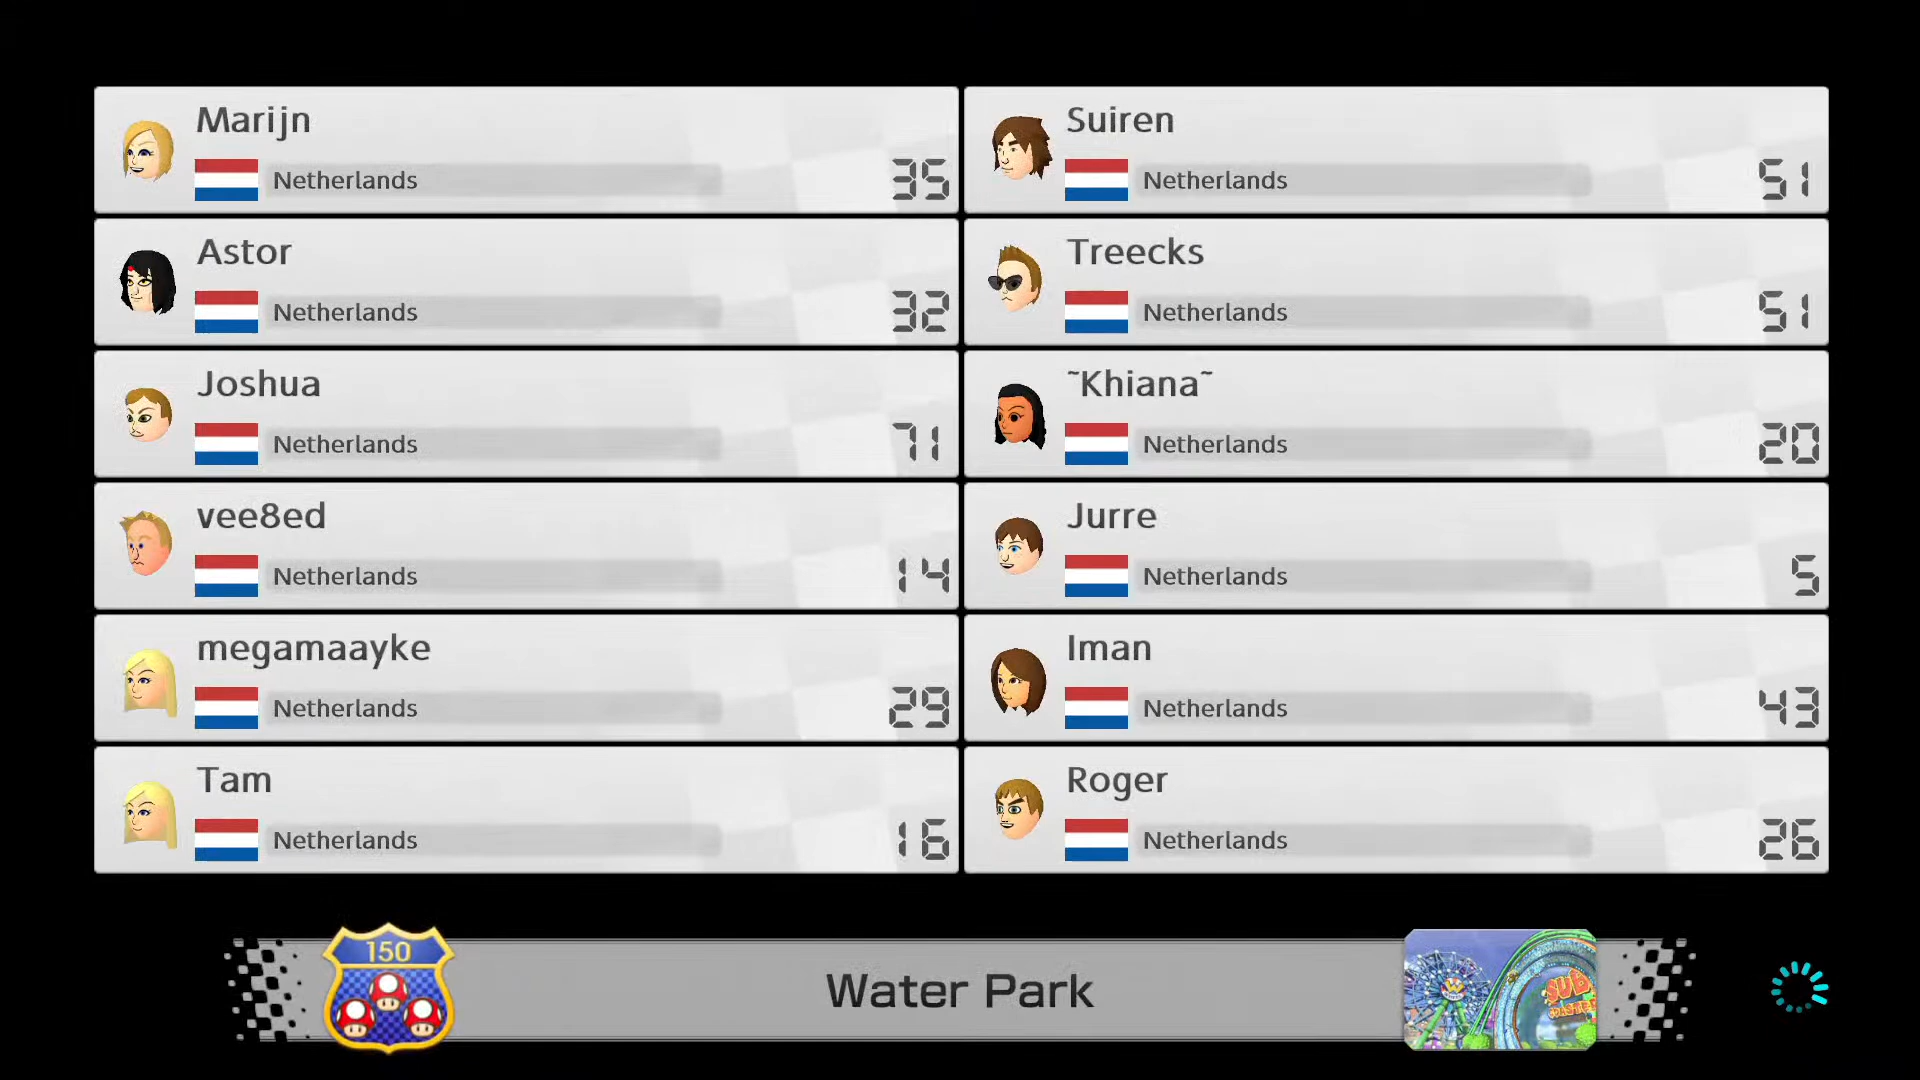 Marijn
Netherlands 35
Suiren
Netherlands 51
Astor
Netherlands 32
Treecks
Netherlands 51
Joshua
Netherlands 71
~Khiana~
Netherlands 20
vee8ed
Netherlands 14
Jurre
Netherlands 5
megamaayke
Netherlands 29
Iman
Netherlands 43
Tam
Netherlands 16
Roger
Netherlands 26
150
Water Park
SUB